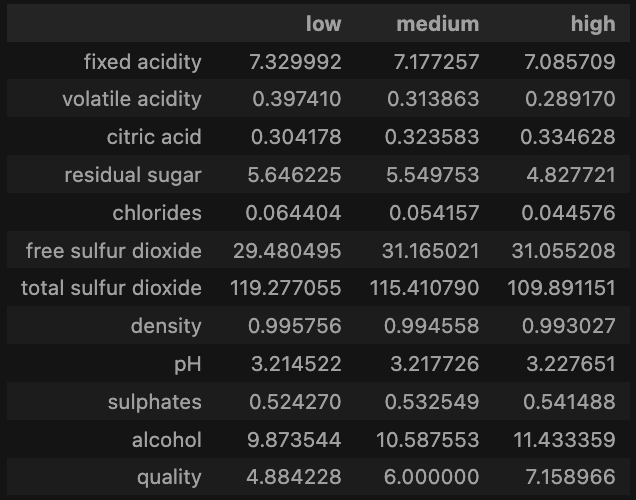 low medium high
fixed acidity 7.329992 7.177257 7.085709
volatile acidity 0.397410 0.313863 0.289170
citric acid 0.304178 0.323583 0.334628
residual sugar 5.646225 5.549753 4.827721
chlorides 0.064404 0.054157 0.044576
free sulfur dioxide 29.480495 31.165021 31.055208
total sulfur dioxide 119.277055 115.410790 109.891151
density 0.995756 0.994558 0.993027
pH 3.214522 3.217726 3.227651
sulphates 0.524270 0.532549 0.541488
alcohol 9.873544 10.587553 11.433359
quality 4.884228 6.000000 7.158966